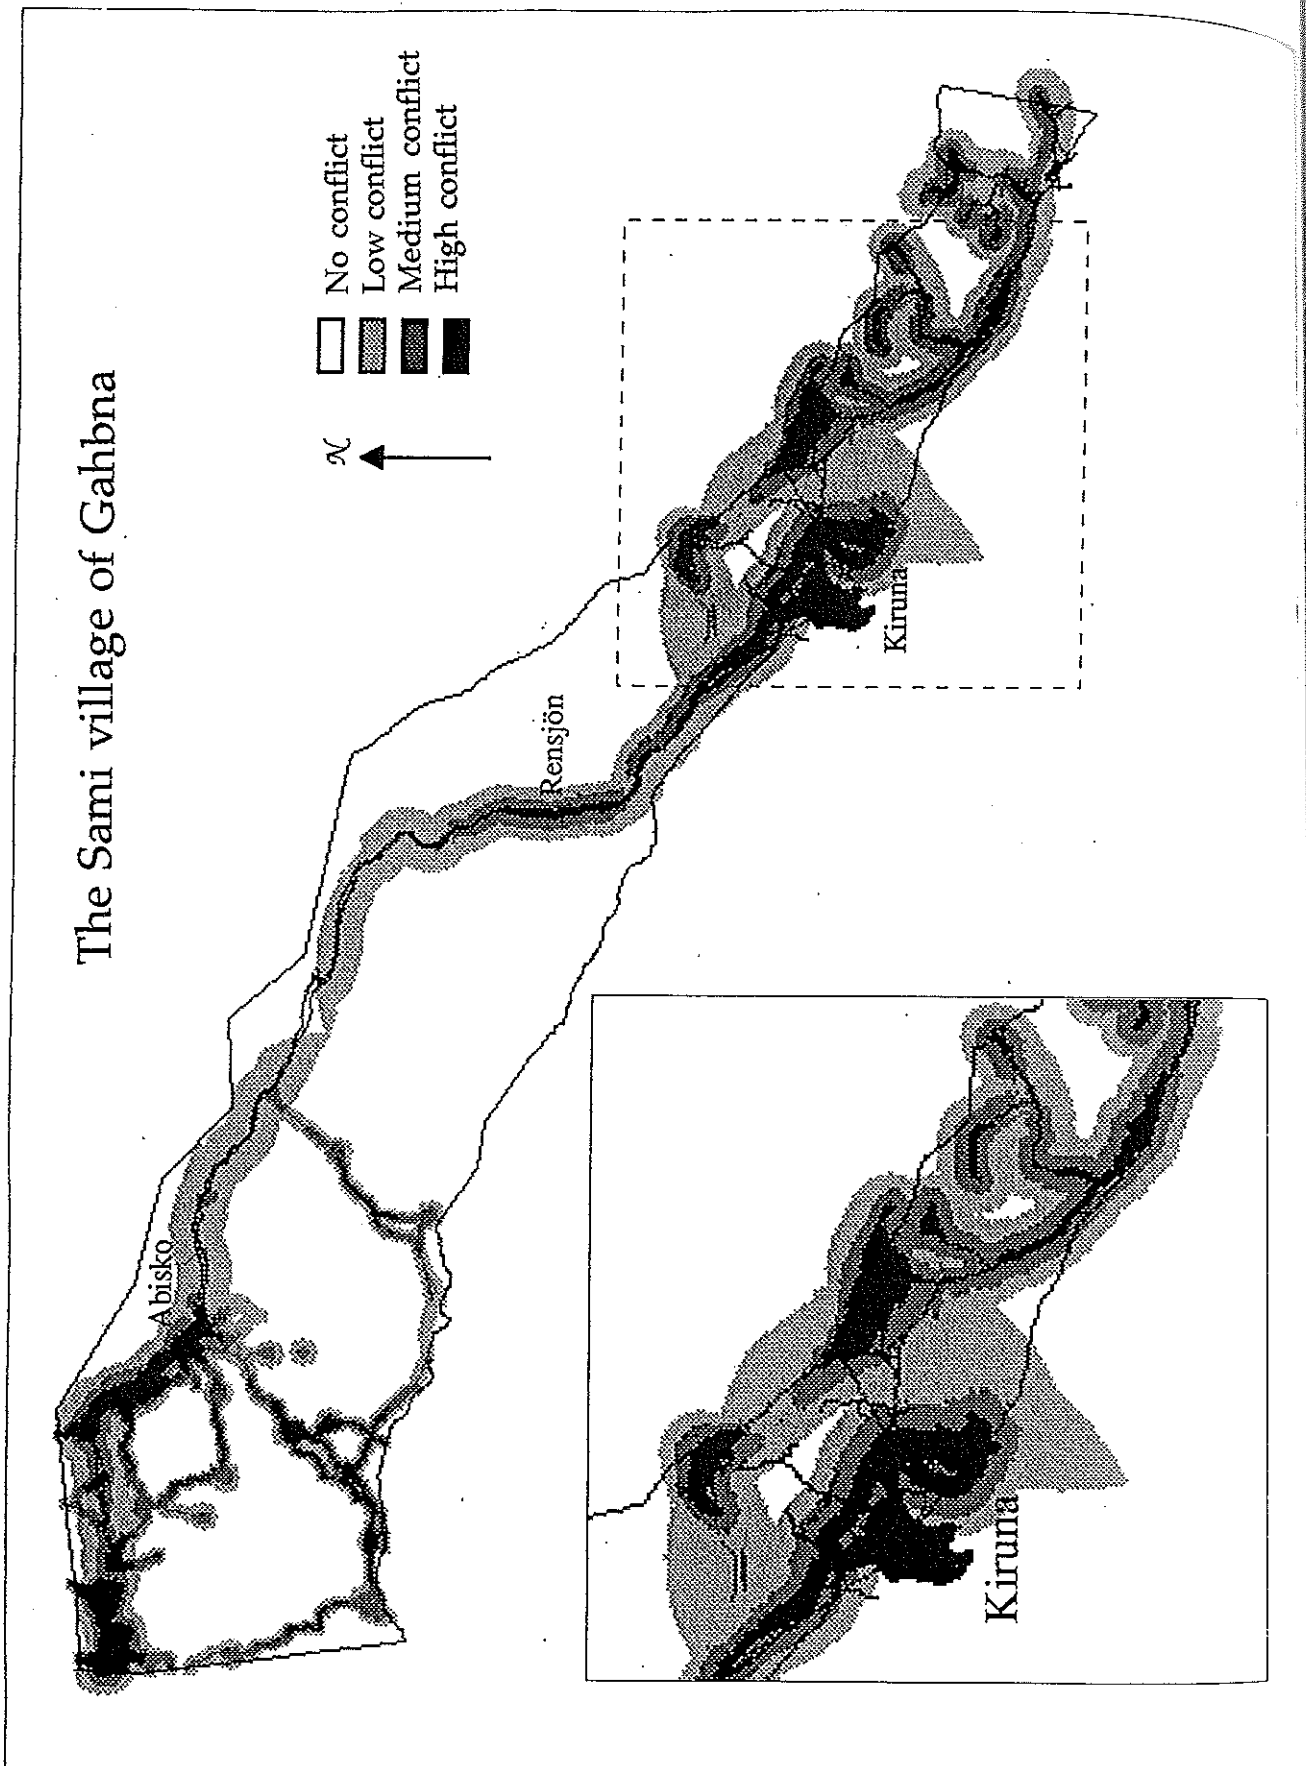 The Sami village of Gahbna
N
No conflict
Low conflict
Medium conflict
High conflict
Abisko
Rensjön
Kiruna
Kiruna